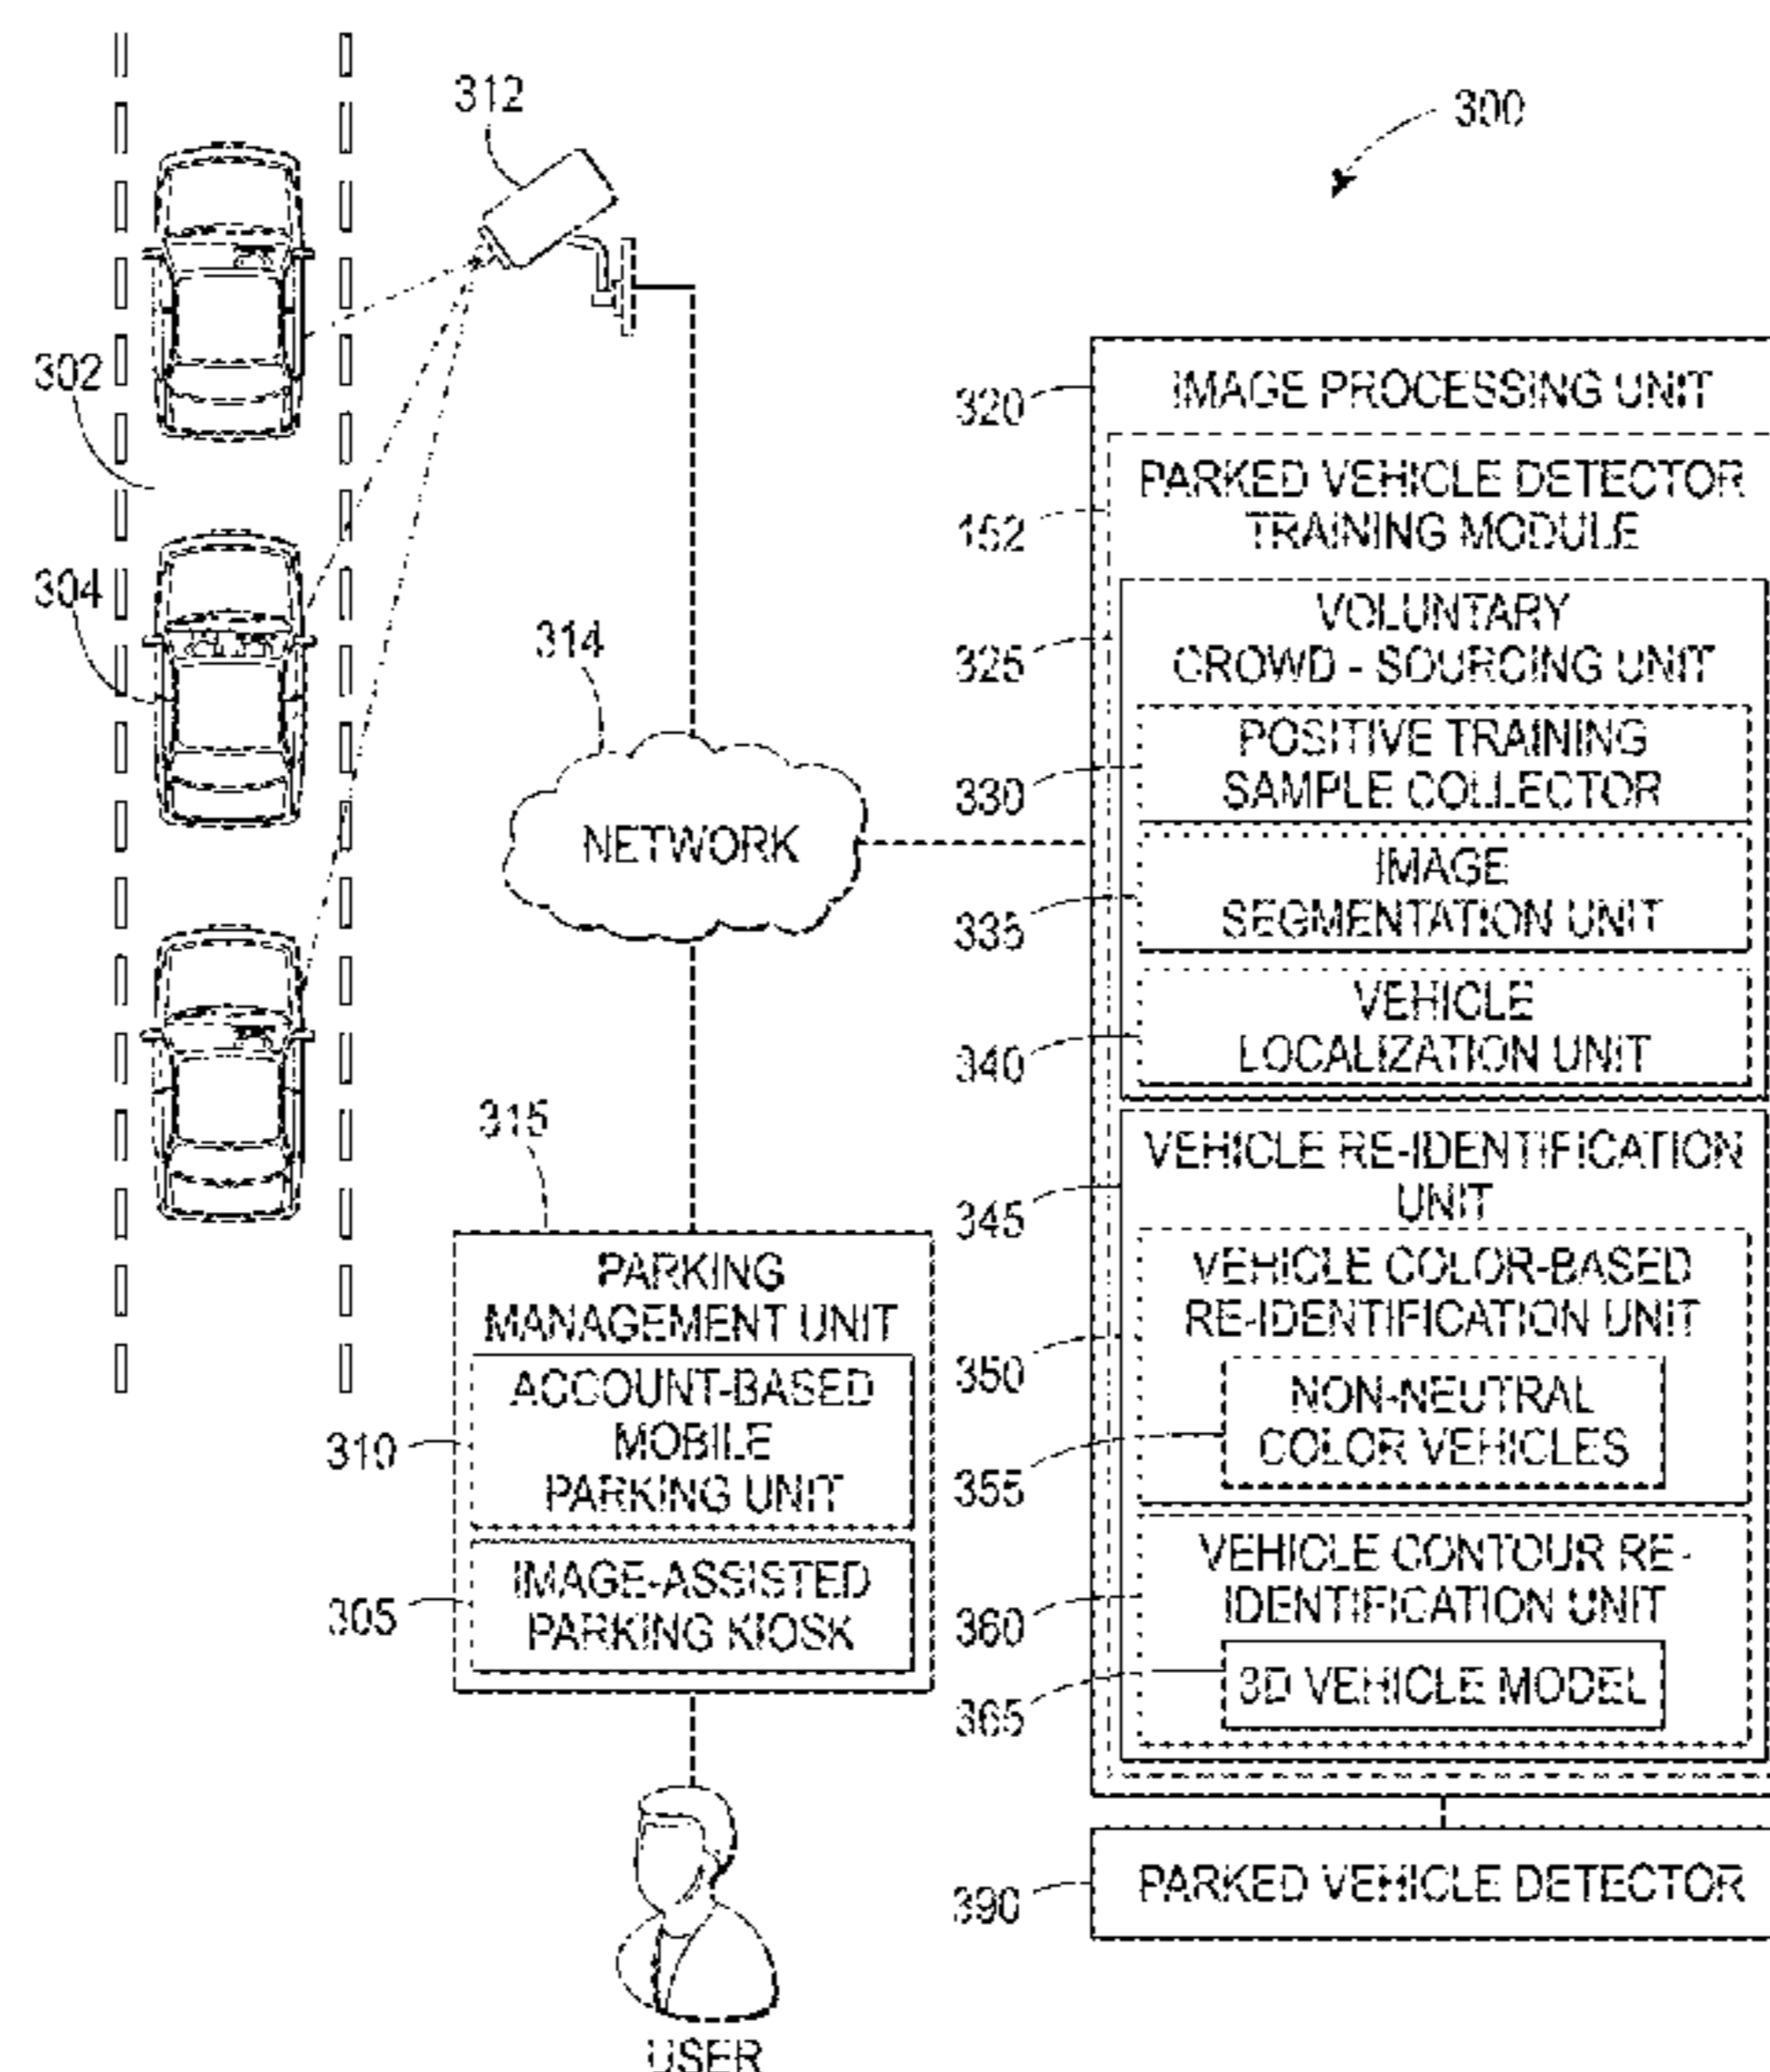 312
300
302
304
314
NETWORK
315
PARKING
MANAGEMENT UNIT
310
ACCOUNT-BASED
MOBILE
PARKING UNIT
305
IMAGE-ASSISTED
PARKING KIOSK
USER
320
IMAGE PROCESSING UNIT
152
PARKED VEHICLE DETECTOR
TRAINING MODULE
325
VOLUNTARY
CROWD - SOURCING UNIT
330
POSITIVE TRAINING
SAMPLE COLLECTOR
335
IMAGE
SEGMENTATION UNIT
340
VEHICLE
LOCALIZATION UNIT
345
VEHICLE RE-IDENTIFICATION
UNIT
350
VEHICLE COLOR-BASED
RE-IDENTIFICATION UNIT
355
NON-NEUTRAL
COLOR VEHICLES
360
VEHICLE CONTOUR RE-
IDENTIFICATION UNIT
365
3D VEHICLE MODEL
390
PARKED VEHICLE DETECTOR